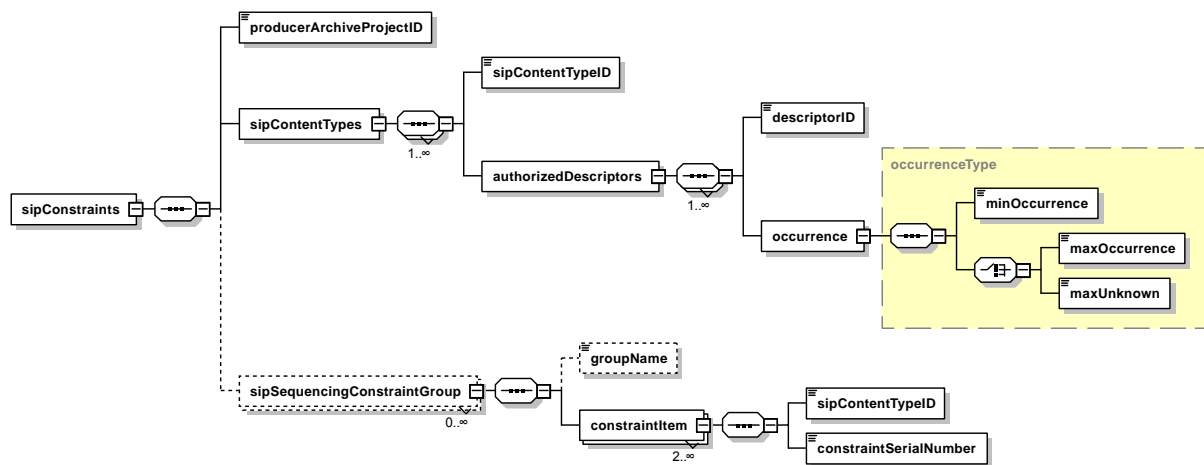 producerArchiveProjectID
sipContentTypeID
sipContentTypes
1..∞
descriptorID
authorizedDescriptors
1..∞
occurrenceType
minOccurrence
sipConstraints
occurrence
maxOccurrence
maxUnknown
groupName
sipSequencingConstraintGroup
0..∞
sipContentTypeID
constraintItem
2..∞
constraintSerialNumber